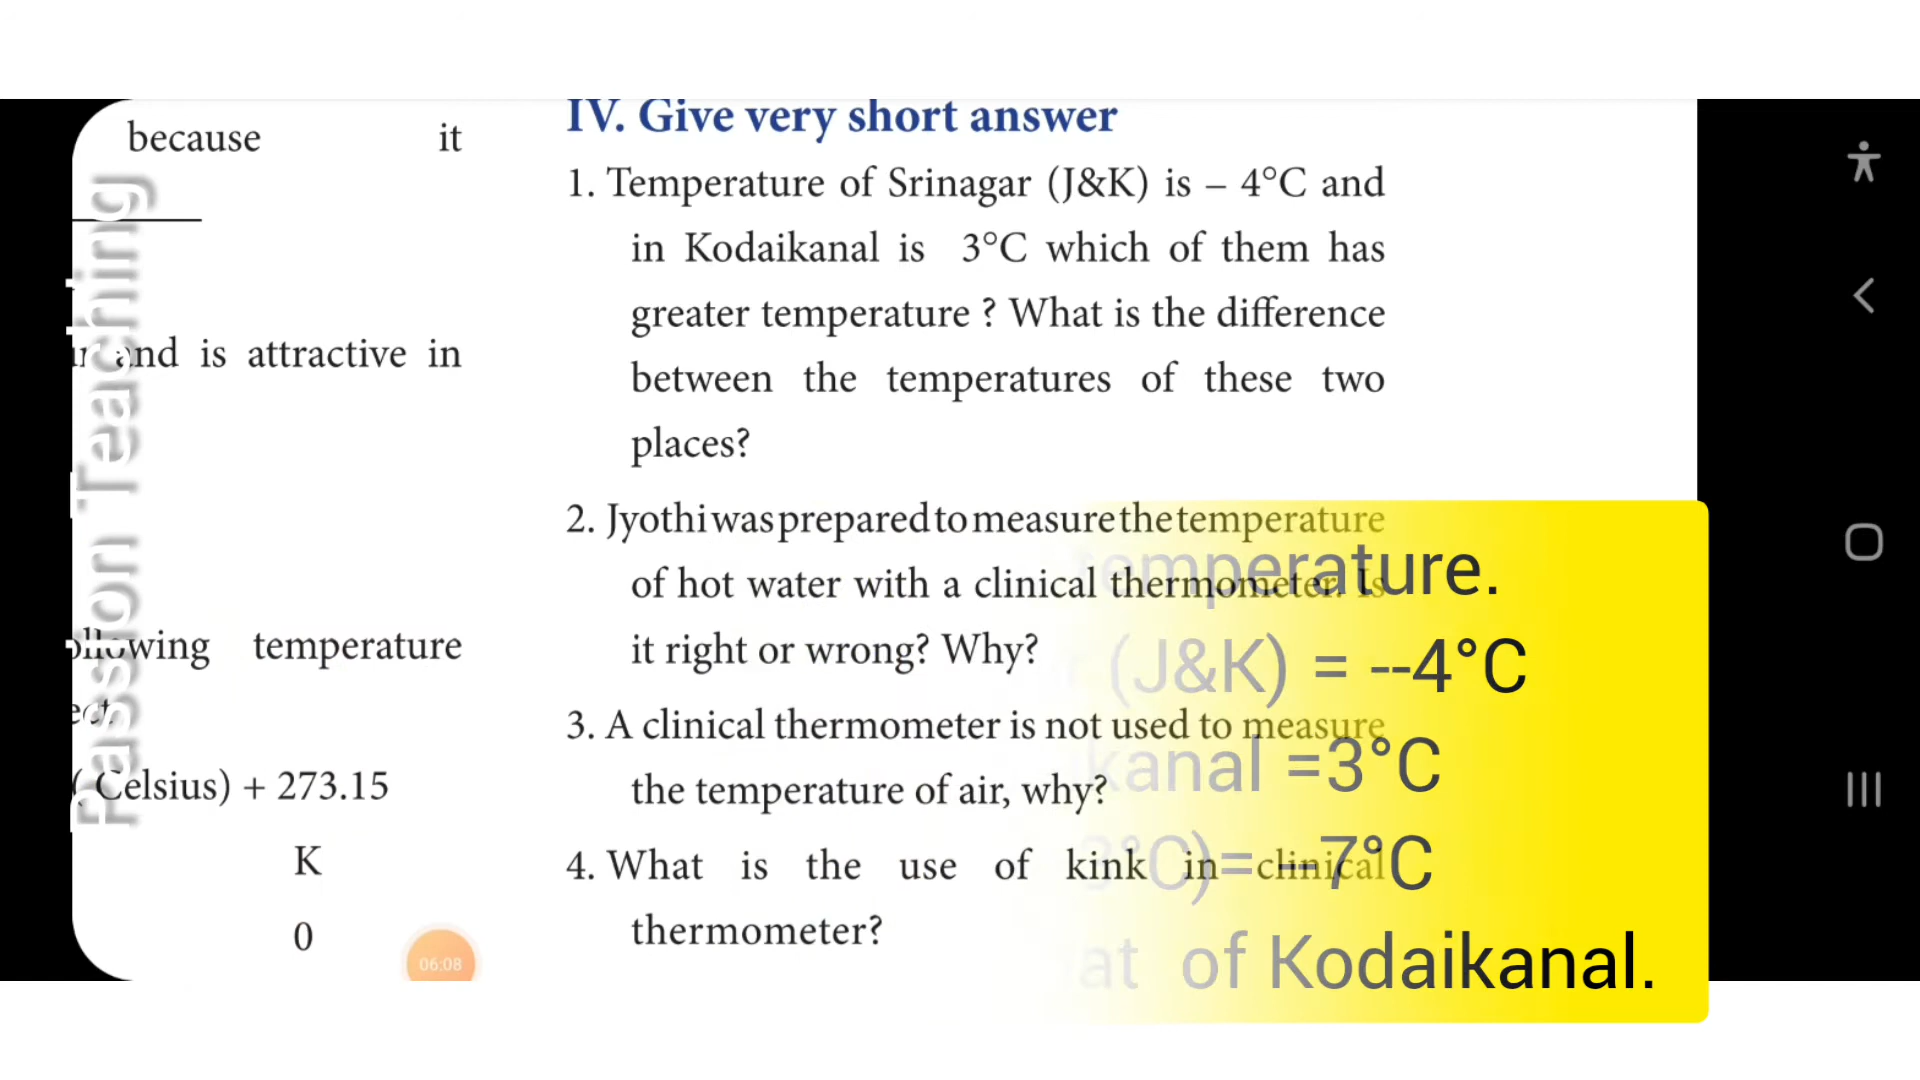 because it
and is attractive in
temperature
Celsius) + 273.15
K
0
06:08
Passion Teaching
IV. Give very short answer
1. Temperature of Srinagar (J&K) is – 4°C and
in Kodaikanal is 3°C which of them has
greater temperature ? What is the difference
between the temperatures of these two
places?
2. Jyothi was prepared to measure the temperature
of hot water with a clinical thermometer. Is
it right or wrong? Why?
3. A clinical thermometer is not used to measure
the temperature of air, why?
4. What is the use of kink in clinical
thermometer?
temperature.
(J&K) = --4°C
kanal =3°C
3°C)= –7°C
at of Kodaikanal.